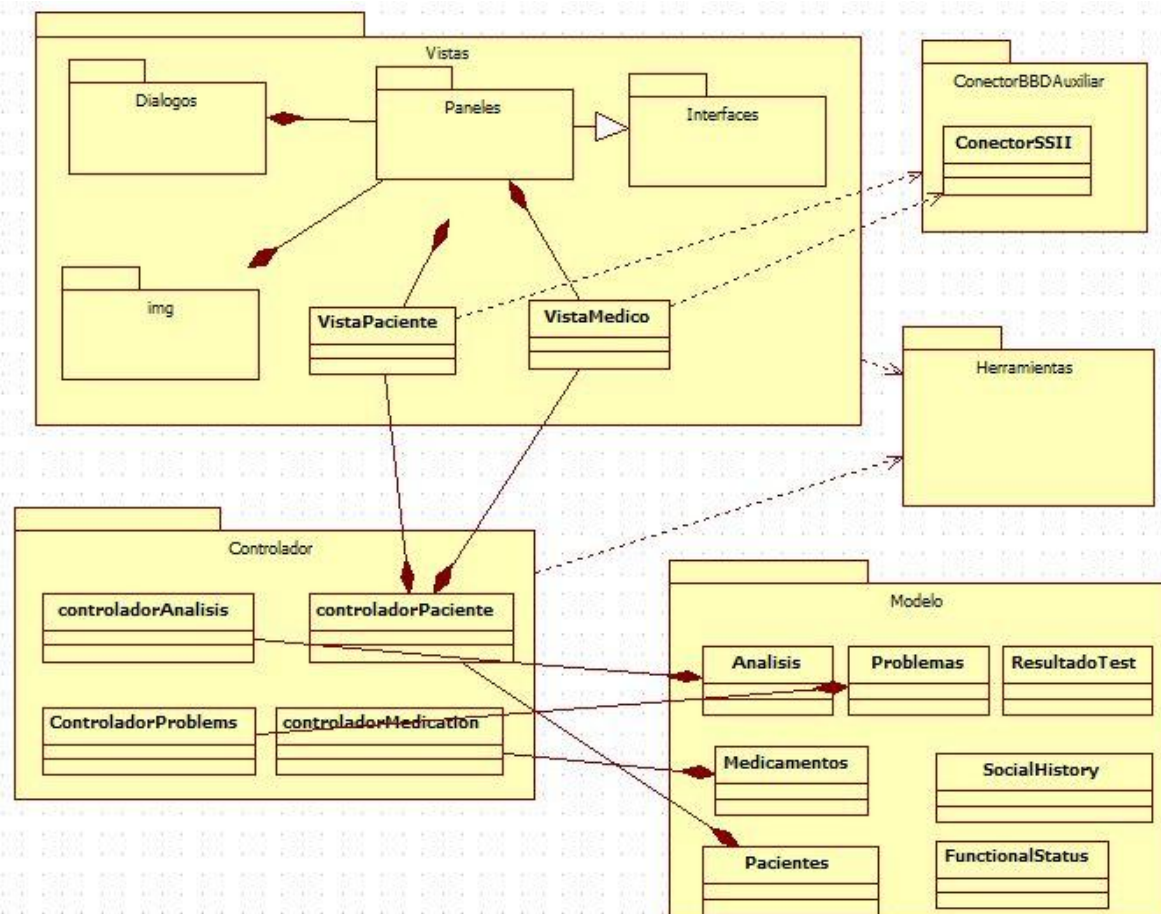 Vistas
Dialogos
Paneles
Interfaces
img
VistaPaciente
VistaMedico
ConectorBBDAuxiliar
ConectorSSII
Herramientas
Controlador
controladorAnalisis
controladorPaciente
ControladorProblems
controladorMedication
Modelo
Analisis
Problemas
ResultadoTest
Medicamentos
SocialHistory
Pacientes
FunctionalStatus